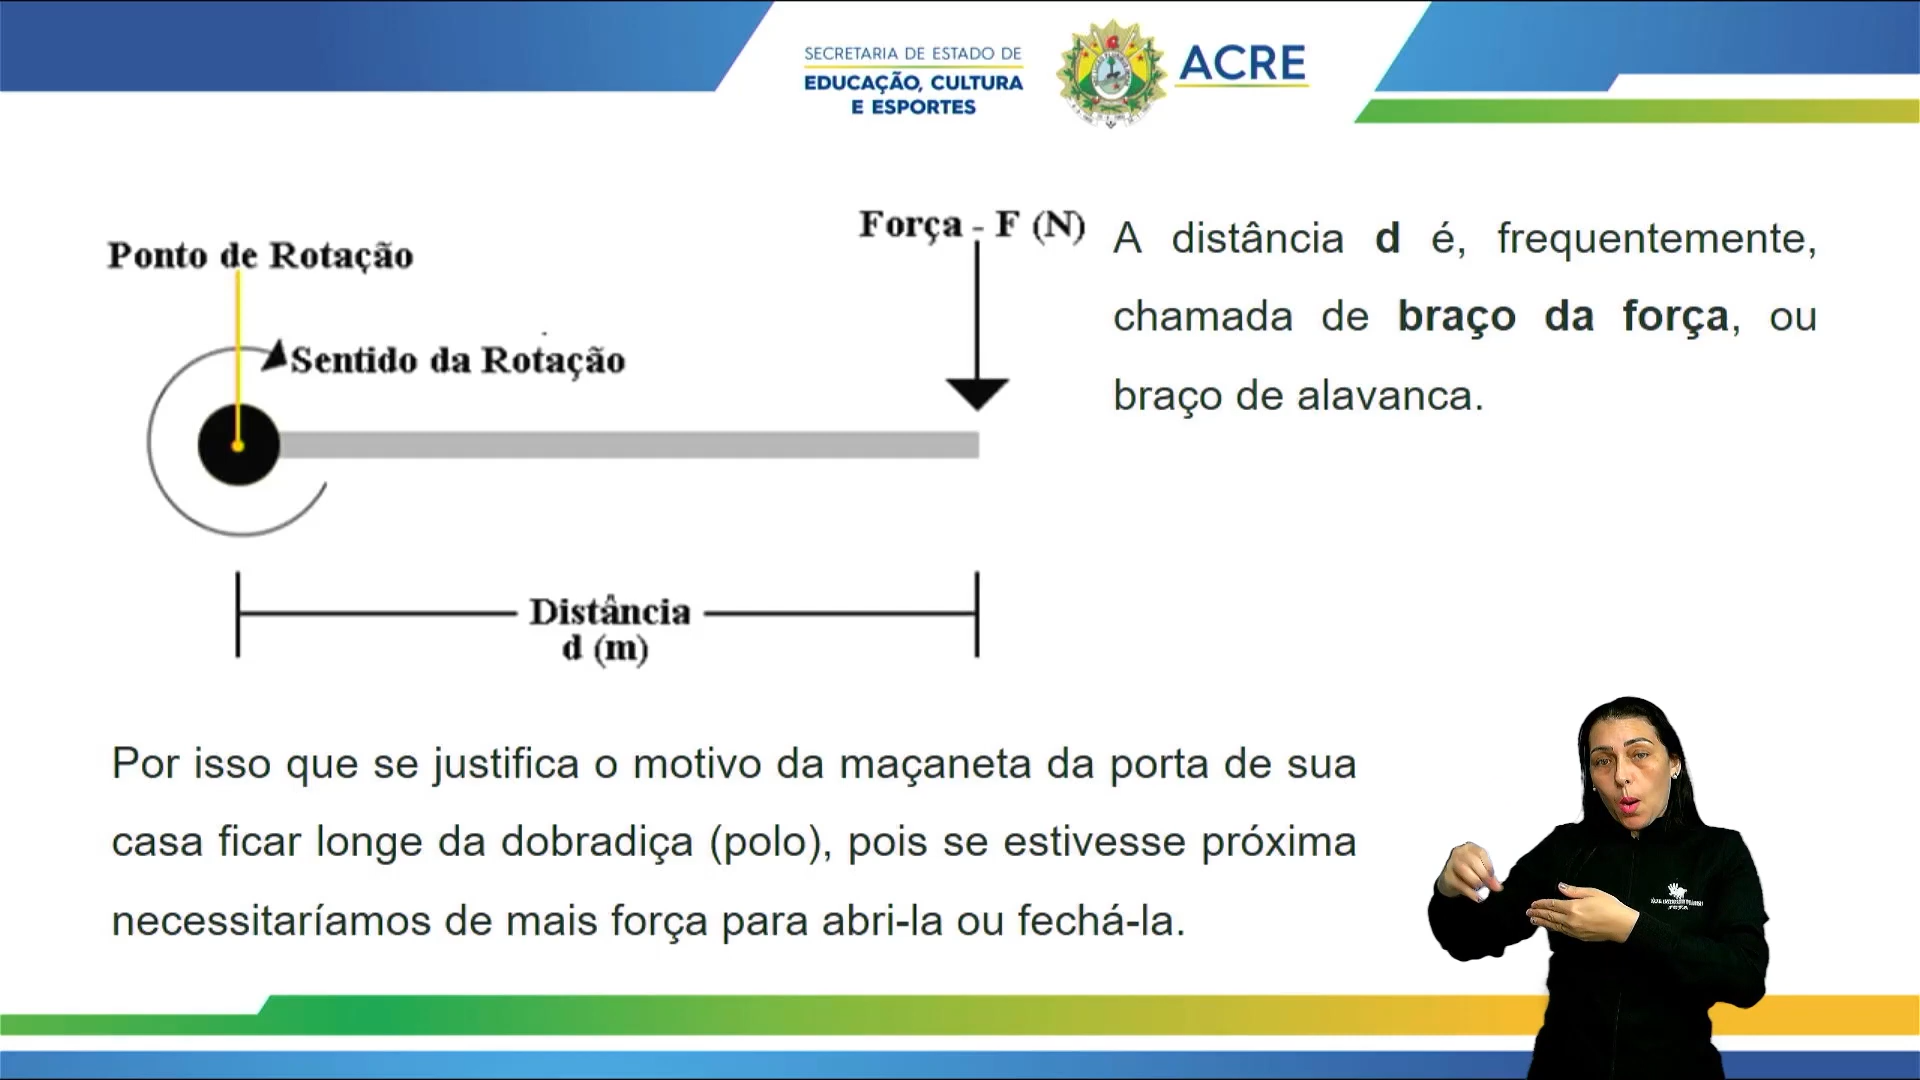 SECRETARIA DE ESTADO DE
EDUCAÇÃO, CULTURA
E ESPORTES
ACRE
Ponto de Rotação
Sentido da Rotação
Força - F (N)
Distância
d (m)
A distância d é, frequentemente,
chamada de braço da força, ou
braço de alavanca.
Por isso que se justifica o motivo da maçaneta da porta de sua
casa ficar longe da dobradiça (polo), pois se estivesse próxima
necessitaríamos de mais força para abri-la ou fechá-la.